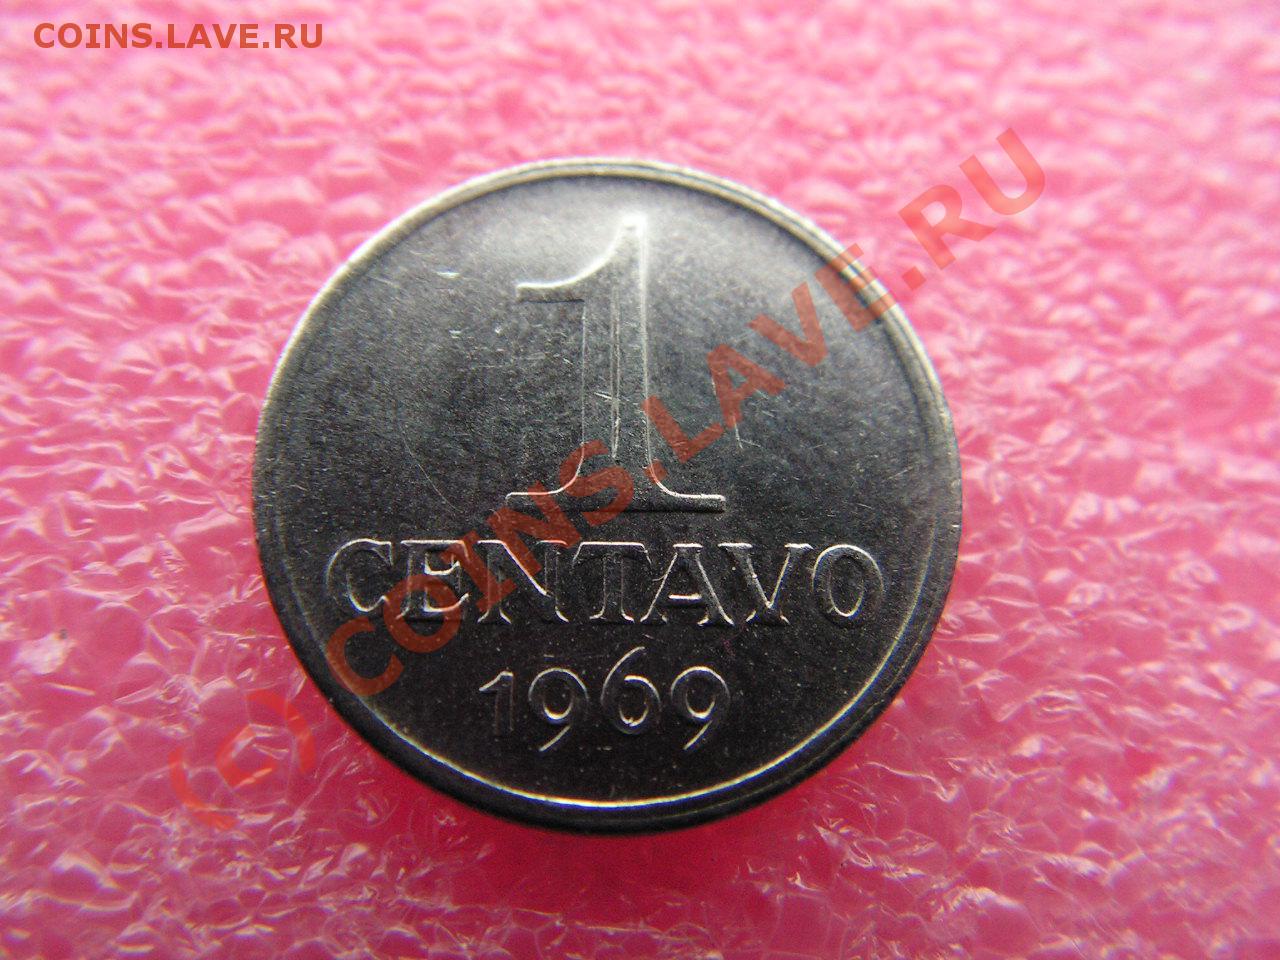 COINS.LAVE.RU
1
CENTAVO
1969
(c) COINS.LAVE.RU